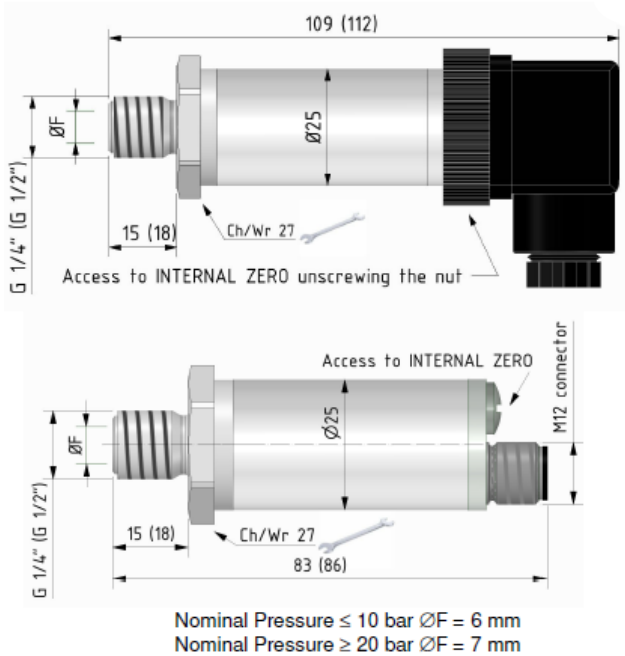 109 (112)
ØF
Ø25
G 1/4" (G 1/2")
15 (18)
Ch/Wr 27
Access to INTERNAL ZERO unscrewing the nut
Access to INTERNAL ZERO
M12 connector
ØF
Ø25
G 1/4" (G 1/2")
15 (18)
Ch/Wr 27
83 (86)
Nominal Pressure ≤ 10 bar ØF = 6 mm
Nominal Pressure ≥ 20 bar ØF = 7 mm